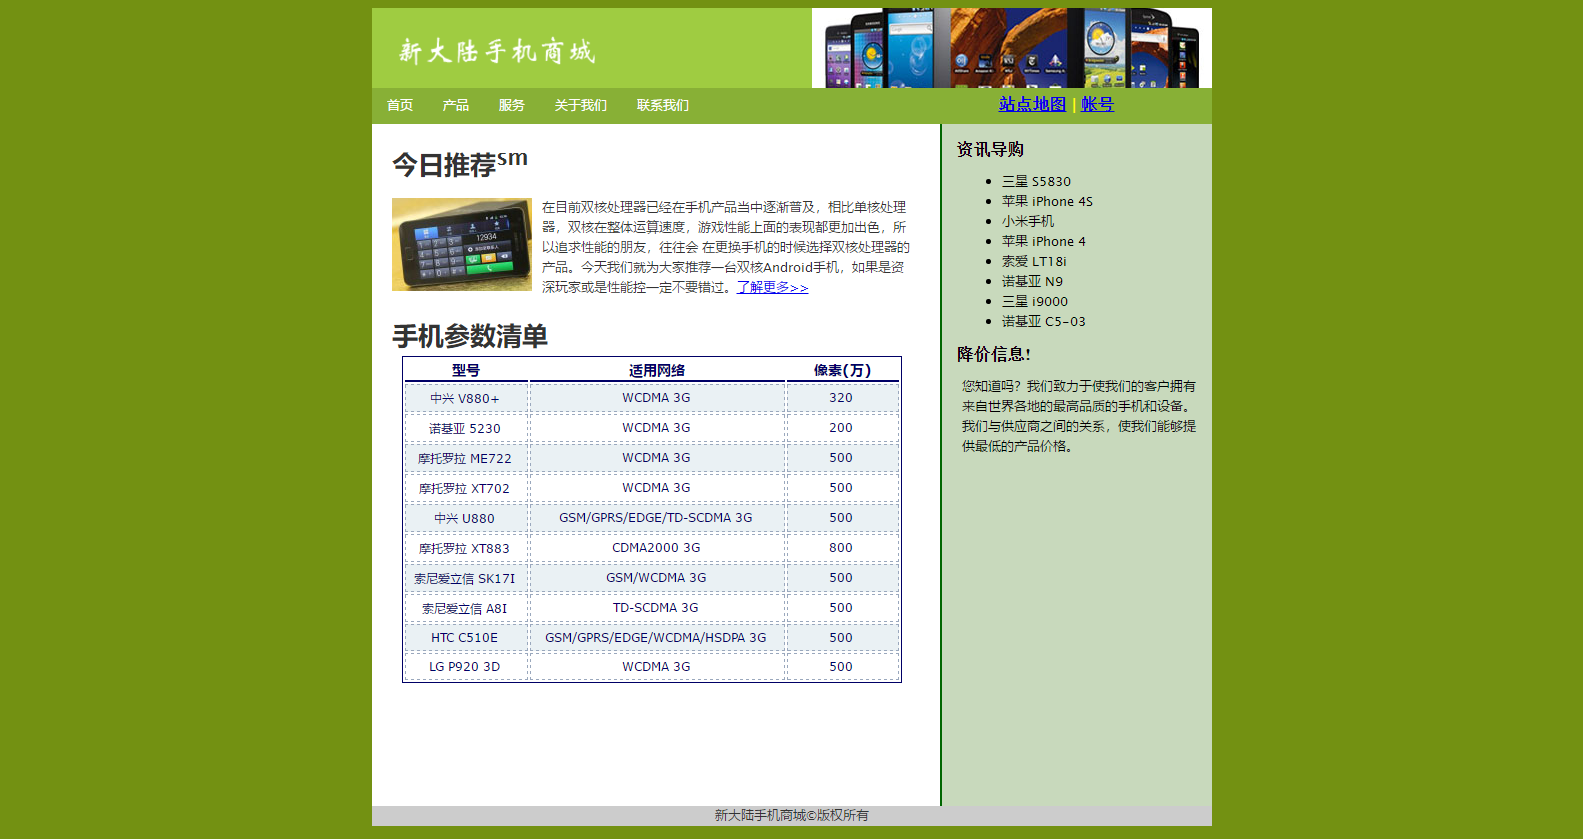 新大陆手机商城
首页 产品 服务 关于我们 联系我们 站点地图 | 帐号
今日推荐sm
在目前双核处理器已经在手机产品当中逐渐普及，相比单核处理
器，双核在整体运算速度，游戏性能上面的表现都更加出色，所
以追求性能的朋友，往往会 在更换手机的时候选择双核处理器的
产品。今天我们就为大家推荐一台双核Android手机，如果是资
深玩家或是性能控一定不要错过。了解更多>>
手机参数清单
型号 适用网络 像素(万)
中兴 V880+ WCDMA 3G 320
诺基亚 5230 WCDMA 3G 200
摩托罗拉 ME722 WCDMA 3G 500
摩托罗拉 XT702 WCDMA 3G 500
中兴 U880 GSM/GPRS/EDGE/TD-SCDMA 3G 500
摩托罗拉 XT883 CDMA2000 3G 800
索尼爱立信 SK17I GSM/WCDMA 3G 500
索尼爱立信 A8I TD-SCDMA 3G 500
HTC C510E GSM/GPRS/EDGE/WCDMA/HSDPA 3G 500
LG P920 3D WCDMA 3G 500
资讯导购
三星 S5830
苹果 iPhone 4S
小米手机
苹果 iPhone 4
索爱 LT18i
诺基亚 N9
三星 i9000
诺基亚 C5-03
降价信息!
您知道吗？我们致力于使我们的客户拥有
来自世界各地的最高品质的手机和设备。
我们与供应商之间的关系，使我们能够提
供最低的产品价格。
新大陆手机商城©版权所有